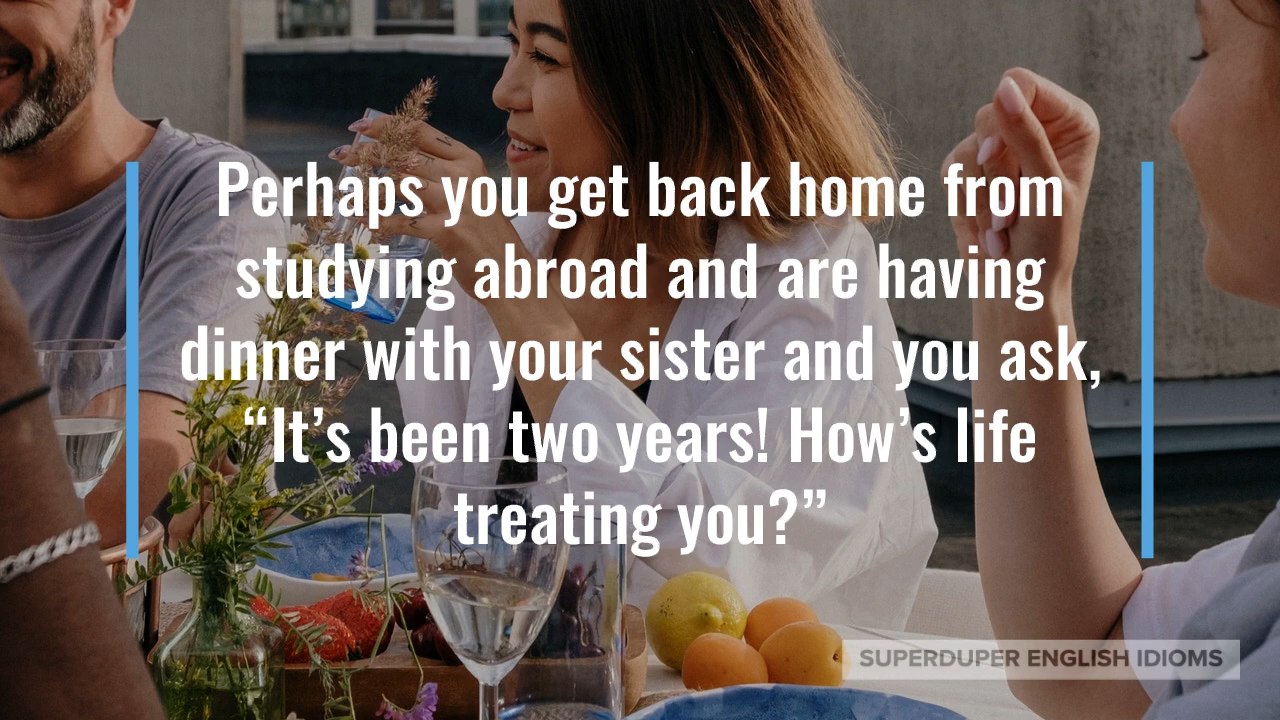 Perhaps you get back home from
studying abroad and are having
dinner with your sister and you ask,
“It’s been two years! How’s life
treating you?”
SUPERDUPER ENGLISH IDIOMS